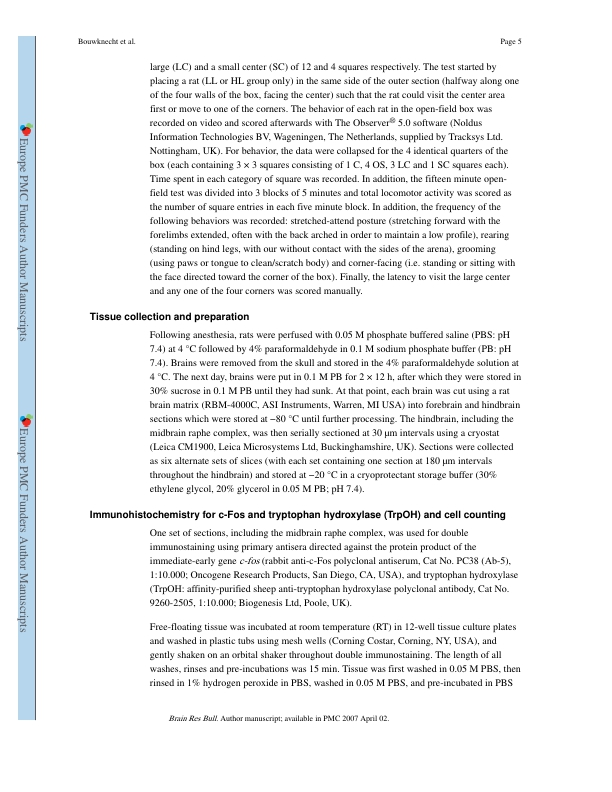 Bouwknecht et al.
Page 5
large (LC) and a small center (SC) of 12 and 4 squares respectively. The test started by
placing a rat (LL or HL group only) in the same side of the outer section (halfway along one
of the four walls of the box, facing the center) such that the rat could visit the center area
first or move to one of the corners. The behavior of each rat in the open-field box was
recorded on video and scored afterwards with The Observer® 5.0 software (Noldus
Information Technologies BV, Wageningen, The Netherlands, supplied by Tracksys Ltd.
Nottingham, UK). For behavior, the data were collapsed for the 4 identical quarters of the
box (each containing 3 × 3 squares consisting of 1 C, 4 OS, 3 LC and 1 SC squares each).
Time spent in each category of square was recorded. In addition, the fifteen minute open-
field test was divided into 3 blocks of 5 minutes and total locomotor activity was scored as
the number of square entries in each five minute block. In addition, the frequency of the
following behaviors was recorded: stretched-attend posture (stretching forward with the
forelimbs extended, often with the back arched in order to maintain a low profile), rearing
(standing on hind legs, with our without contact with the sides of the arena), grooming
(using paws or tongue to clean/scratch body) and corner-facing (i.e. standing or sitting with
the face directed toward the corner of the box). Finally, the latency to visit the large center
and any one of the four corners was scored manually.
Tissue collection and preparation
Following anesthesia, rats were perfused with 0.05 M phosphate buffered saline (PBS: pH
7.4) at 4 °C followed by 4% paraformaldehyde in 0.1 M sodium phosphate buffer (PB: pH
7.4). Brains were removed from the skull and stored in the 4% paraformaldehyde solution at
4 °C. The next day, brains were put in 0.1 M PB for 2 × 12 h, after which they were stored in
30% sucrose in 0.1 M PB until they had sunk. At that point, each brain was cut using a rat
brain matrix (RBM-4000C, ASI Instruments, Warren, MI USA) into forebrain and hindbrain
sections which were stored at −80 °C until further processing. The hindbrain, including the
midbrain raphe complex, was then serially sectioned at 30 μm intervals using a cryostat
(Leica CM1900, Leica Microsystems Ltd, Buckinghamshire, UK). Sections were collected
as six alternate sets of slices (with each set containing one section at 180 μm intervals
throughout the hindbrain) and stored at −20 °C in a cryoprotectant storage buffer (30%
ethylene glycol, 20% glycerol in 0.05 M PB; pH 7.4).
Immunohistochemistry for c-Fos and tryptophan hydroxylase (TrpOH) and cell counting
One set of sections, including the midbrain raphe complex, was used for double
immunostaining using primary antisera directed against the protein product of the
immediate-early gene c-fos (rabbit anti-c-Fos polyclonal antiserum, Cat No. PC38 (Ab-5),
1:10.000; Oncogene Research Products, San Diego, CA, USA), and tryptophan hydroxylase
(TrpOH: affinity-purified sheep anti-tryptophan hydroxylase polyclonal antibody, Cat No.
9260-2505, 1:10.000; Biogenesis Ltd, Poole, UK).
Free-floating tissue was incubated at room temperature (RT) in 12-well tissue culture plates
and washed in plastic tubs using mesh wells (Corning Costar, Corning, NY, USA), and
gently shaken on an orbital shaker throughout double immunostaining. The length of all
washes, rinses and pre-incubations was 15 min. Tissue was first washed in 0.05 M PBS, then
rinsed in 1% hydrogen peroxide in PBS, washed in 0.05 M PBS, and pre-incubated in PBS
Brain Res Bull. Author manuscript; available in PMC 2007 April 02.
Europe PMC Funders Author Manuscripts
Europe PMC Funders Author Manuscripts